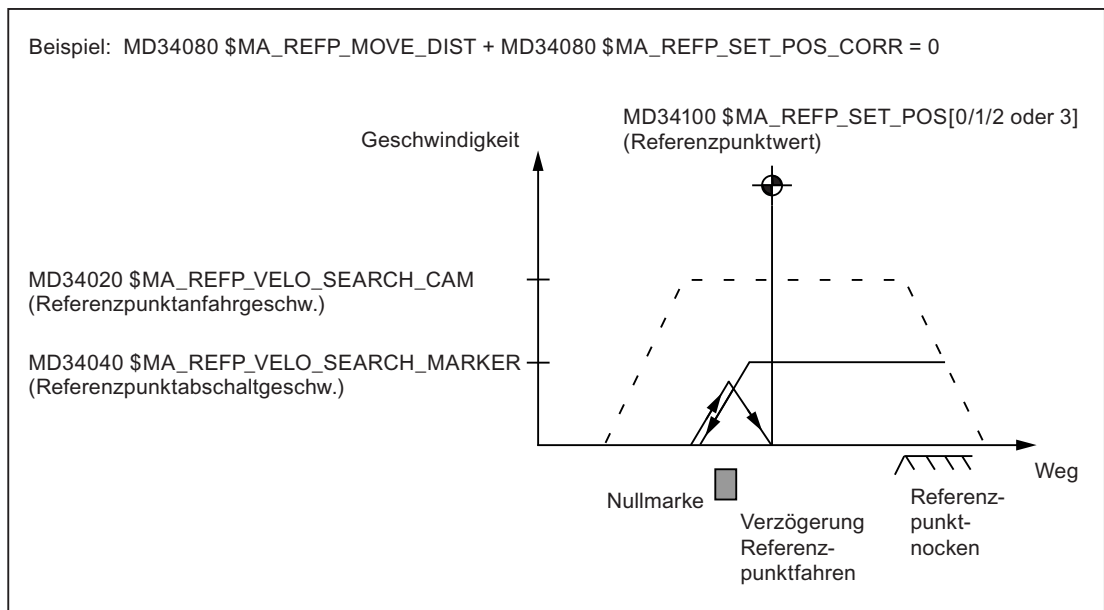 Beispiel: MD34080 $MA_REFP_MOVE_DIST + MD34080 $MA_REFP_SET_POS_CORR = 0
MD34100 $MA_REFP_SET_POS[0/1/2 oder 3]
(Referenzpunktwert)
Geschwindigkeit
MD34020 $MA_REFP_VELO_SEARCH_CAM
(Referenzpunktanfahrgeschw.)
MD34040 $MA_REFP_VELO_SEARCH_MARKER
(Referenzpunktabschaltgeschw.)
Weg
Nullmarke
Verzögerung
Referenz-
punktfahren
Referenz-
punkt-
nocken